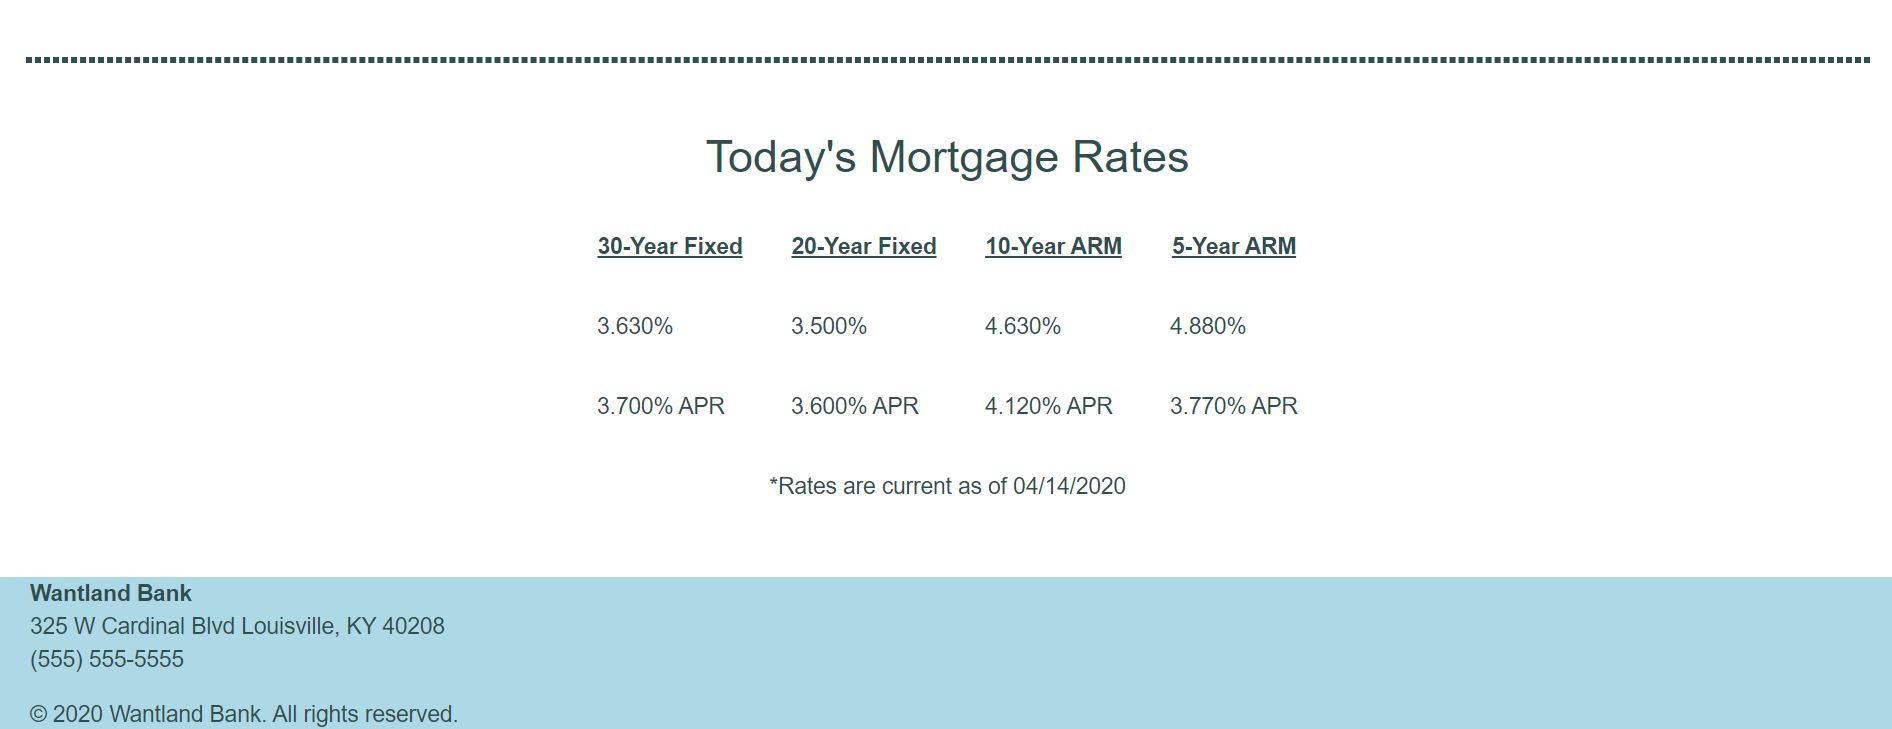 Today's Mortgage Rates
30-Year Fixed 20-Year Fixed 10-Year ARM 5-Year ARM
3.630% 3.500% 4.630% 4.880%
3.700% APR 3.600% APR 4.120% APR 3.770% APR
*Rates are current as of 04/14/2020
Wantland Bank
325 W Cardinal Blvd Louisville, KY 40208
(555) 555-5555
© 2020 Wantland Bank. All rights reserved.